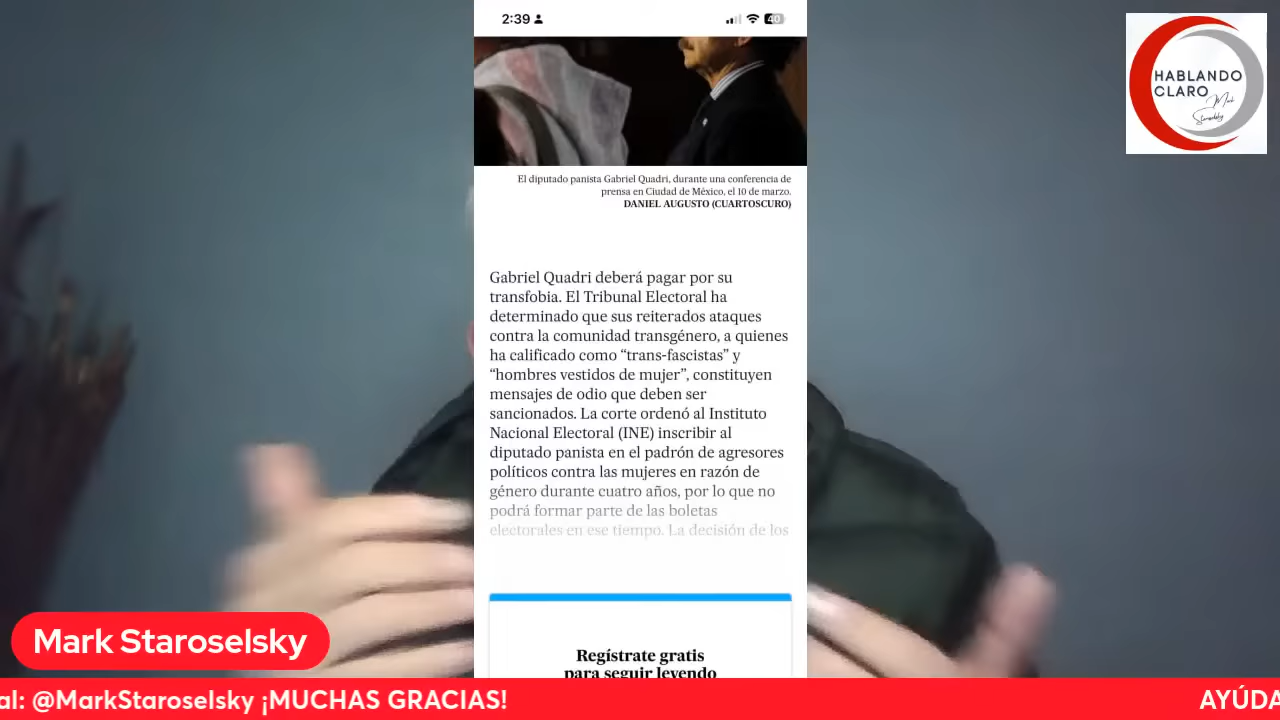 2:39
40
HABLANDO
CLARO
Mark
Staroselsky
El diputado panista Gabriel Quadri, durante una conferencia de
prensa en Ciudad de México, el 10 de marzo.
DANIEL AUGUSTO (CUARTOSCURO)
Gabriel Quadri deberá pagar por su
transfobia. El Tribunal Electoral ha
determinado que sus reiterados ataques
contra la comunidad transgénero, a quienes
ha calificado como “trans-fascistas” y
“hombres vestidos de mujer”, constituyen
mensajes de odio que deben ser
sancionados. La corte ordenó al Instituto
Nacional Electoral (INE) inscribir al
diputado panista en el padrón de agresores
políticos contra las mujeres en razón de
género durante cuatro años, por lo que no
podrá formar parte de las boletas
electorales en ese tiempo. La decisión de los
Regístrate gratis
para seguir leyendo
Mark Staroselsky
al: @MarkStaroselsky ¡MUCHAS GRACIAS! AYÚDA